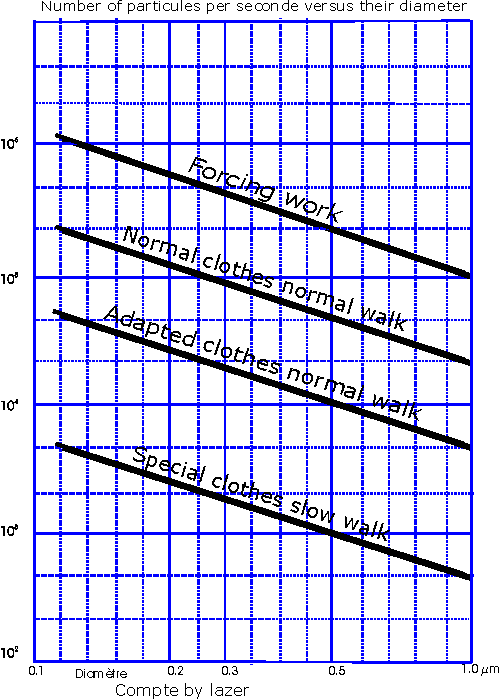 Number of particules per seconde versus their diameter
10⁶
Forcing work
Normal clothes normal walk
10⁵
Adapted clothes normal walk
10⁴
Special clothes slow walk
10³
10²
0.1 Diamètre 0.2 0.3 0.5 1.0 µm
Compte by lazer